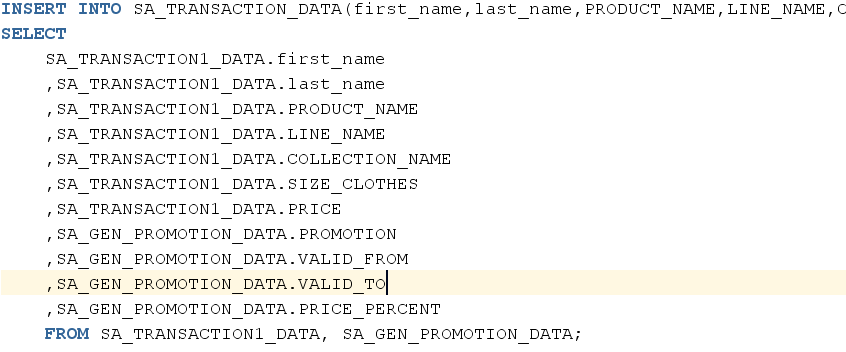 INSERT INTO SA_TRANSACTION_DATA(first_name,last_name,PRODUCT_NAME,LINE_NAME,C
SELECT
SA_TRANSACTION1_DATA.first_name
,SA_TRANSACTION1_DATA.last_name
,SA_TRANSACTION1_DATA.PRODUCT_NAME
,SA_TRANSACTION1_DATA.LINE_NAME
,SA_TRANSACTION1_DATA.COLLECTION_NAME
,SA_TRANSACTION1_DATA.SIZE_CLOTHES
,SA_TRANSACTION1_DATA.PRICE
,SA_GEN_PROMOTION_DATA.PROMOTION
,SA_GEN_PROMOTION_DATA.VALID_FROM
,SA_GEN_PROMOTION_DATA.VALID_TO
,SA_GEN_PROMOTION_DATA.PRICE_PERCENT
FROM SA_TRANSACTION1_DATA, SA_GEN_PROMOTION_DATA;